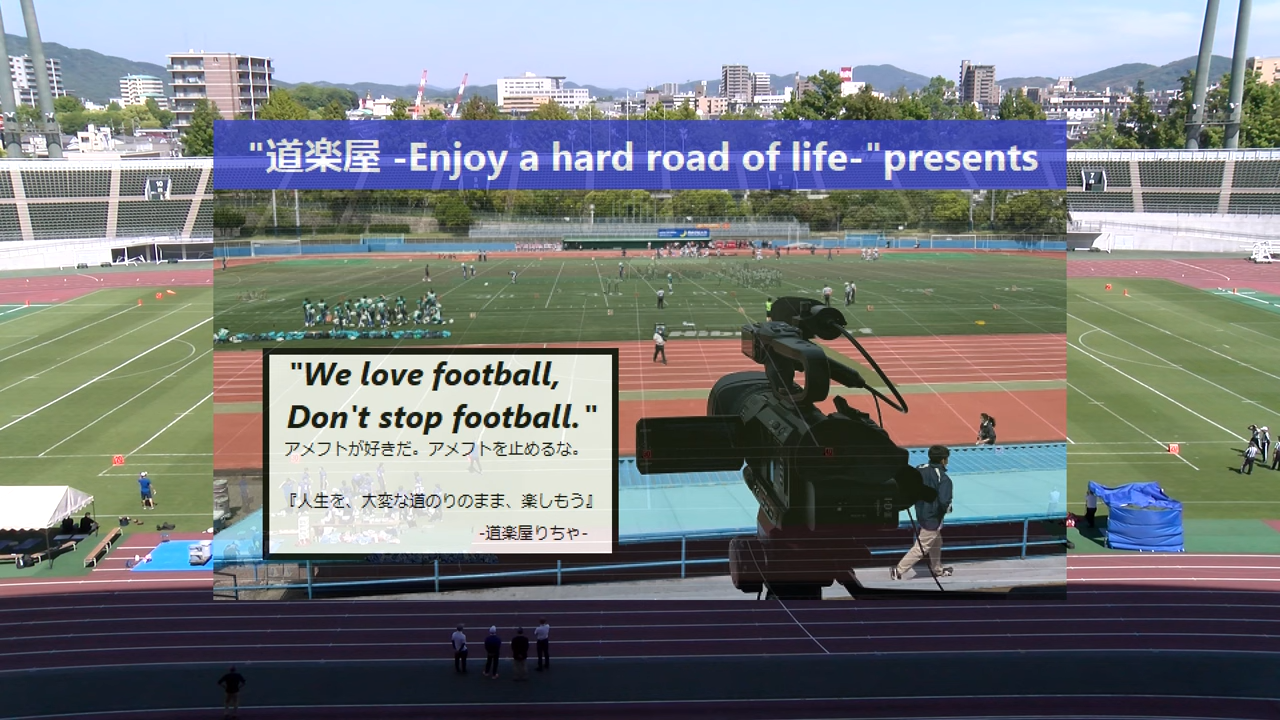 "道楽屋 -Enjoy a hard road of life-"presents
"We love football,
Don't stop football."
アメフトが好きだ。アメフトを止めるな。
『人生を、大変な道のりのまま、楽しもう』
-道楽屋りちゃ-